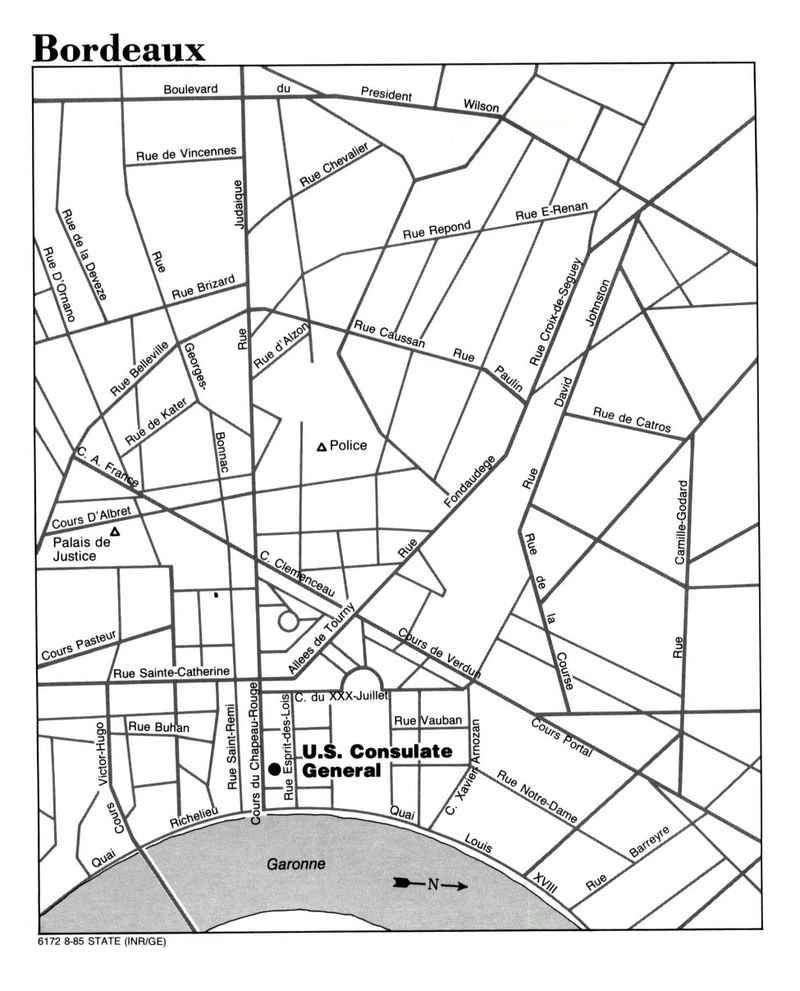 Bordeaux
Boulevard du President Wilson
Rue de Vincennes
Rue Chevalier
Judaique
Rue de la Deveze
Rue D'Ornano
Rue
Rue Brizard
Rue Repond
Rue E-Renan
Rue Croix-de-Seguey
Johnston
Rue
Rue d'Alzon
Rue Caussan
Rue
Paulin
Rue Belleville
Georges-
Rue de Kater
Bonnac
David
Rue de Catros
Police
C. A. France
Fondaudege
Rue
Camille-Godard
Cours D'Albret
Palais de
Justice
Rue
Rue de la Course
C. Clemenceau
Allees de Tourny
Cours de Verdun
Cours Pasteur
Rue Sainte-Catherine
Rue
C. du XXX-Juillet
Rue Vauban
Cours Portal
Victor-Hugo
Rue Buhan
Rue Saint-Remi
Cours du Chapeau-Rouge
Rue Esprit-des-Lois
U.S. Consulate
General
C. Xavier Arnozan
Rue Notre-Dame
Cours
Richelieu
Quai
Quai
Louis
XVIII
Rue Barreyre
Garonne
N
6172 8-85 STATE (INR/GE)